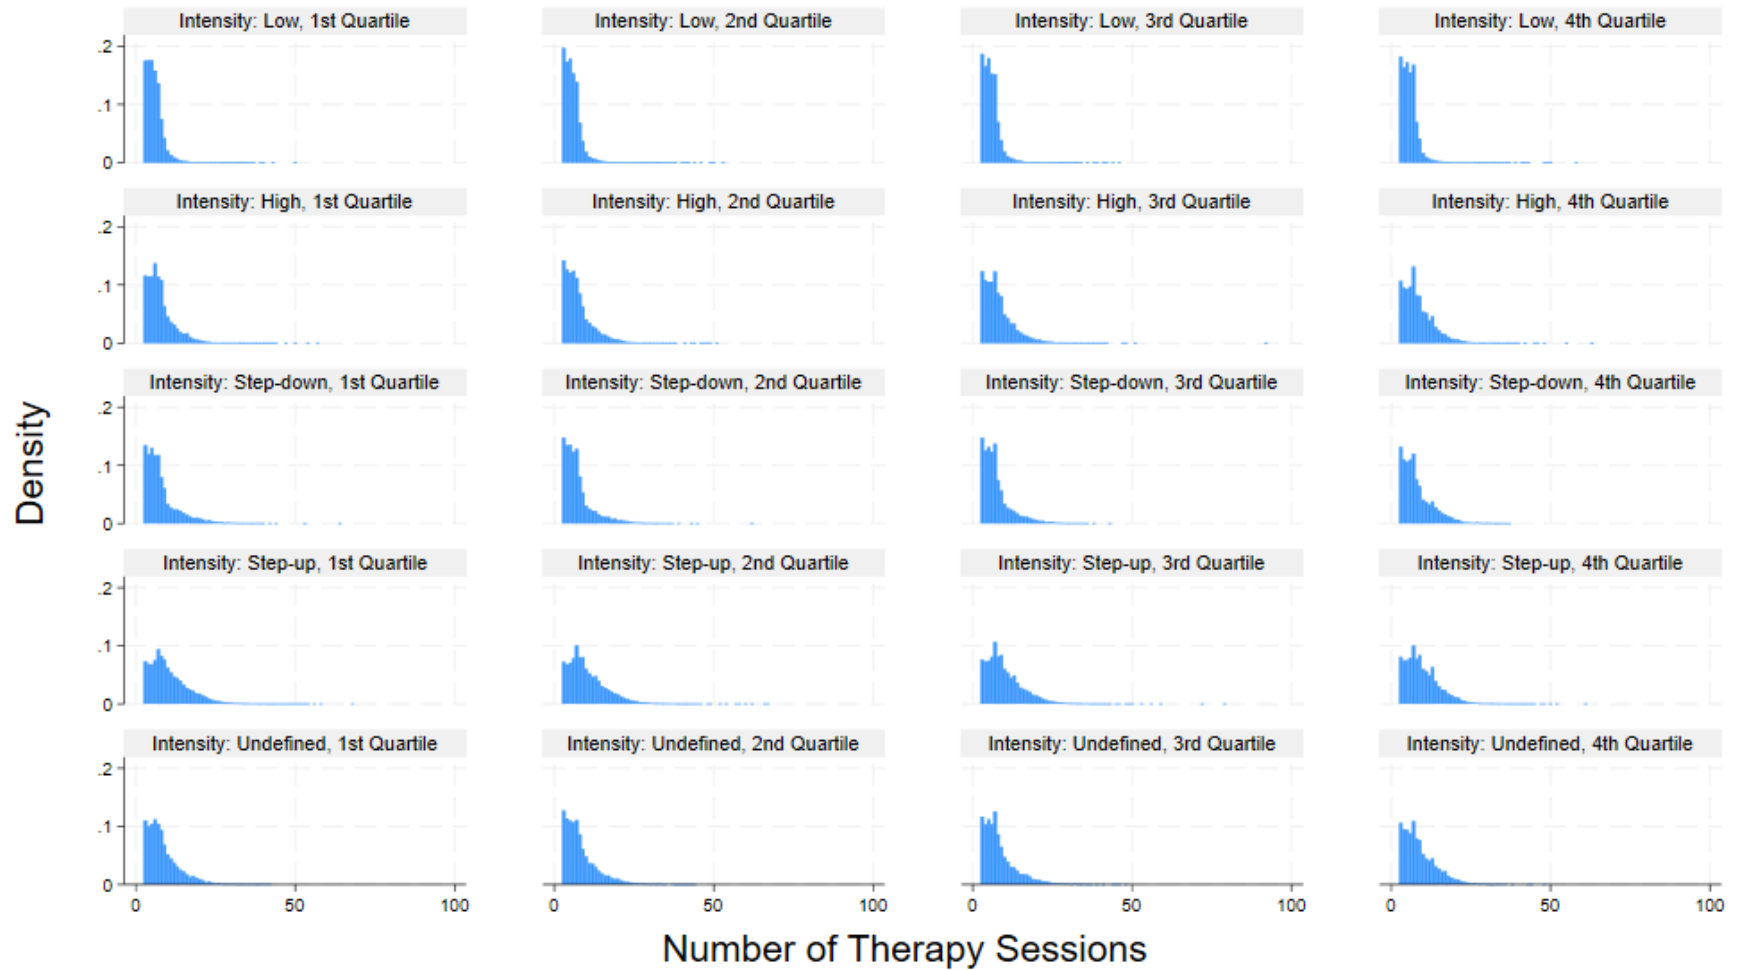 Intensity: Low, 1st Quartile
Intensity: Low, 2nd Quartile
Intensity: Low, 3rd Quartile
Intensity: Low, 4th Quartile
.2
.1
0
Intensity: High, 1st Quartile
Intensity: High, 2nd Quartile
Intensity: High, 3rd Quartile
Intensity: High, 4th Quartile
.2
.1
0
Intensity: Step-down, 1st Quartile
Intensity: Step-down, 2nd Quartile
Intensity: Step-down, 3rd Quartile
Intensity: Step-down, 4th Quartile
.2
.1
0
Density
Intensity: Step-up, 1st Quartile
Intensity: Step-up, 2nd Quartile
Intensity: Step-up, 3rd Quartile
Intensity: Step-up, 4th Quartile
.2
.1
0
Intensity: Undefined, 1st Quartile
Intensity: Undefined, 2nd Quartile
Intensity: Undefined, 3rd Quartile
Intensity: Undefined, 4th Quartile
.2
.1
0
0 50 100
0 50 100
0 50 100
0 50 100
Number of Therapy Sessions